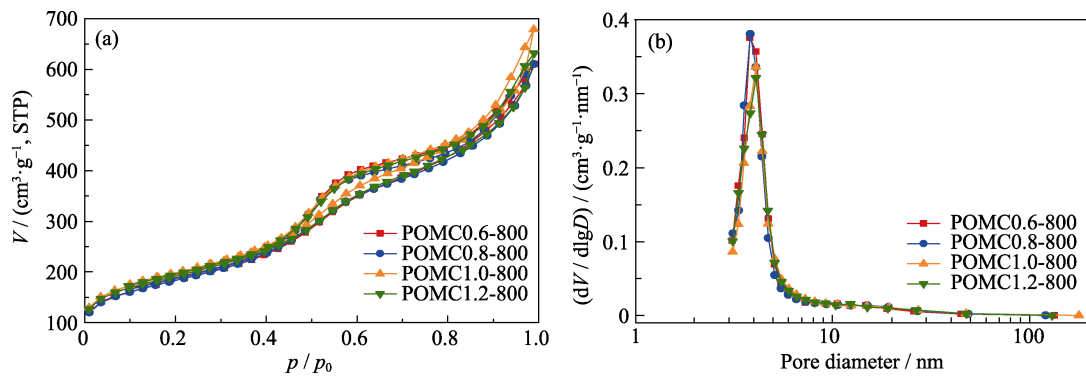 (a)
700
600
500
400
300
200
100
V / (cm³·g⁻¹, STP)
0
0.2
0.4
0.6
0.8
1.0
p / p₀
POMC0.6-800
POMC0.8-800
POMC1.0-800
POMC1.2-800
(b)
0.4
0.3
0.2
0.1
0
(dV / dlgD) / (cm³·g⁻¹·nm⁻¹)
1
10
100
Pore diameter / nm
POMC0.6-800
POMC0.8-800
POMC1.0-800
POMC1.2-800